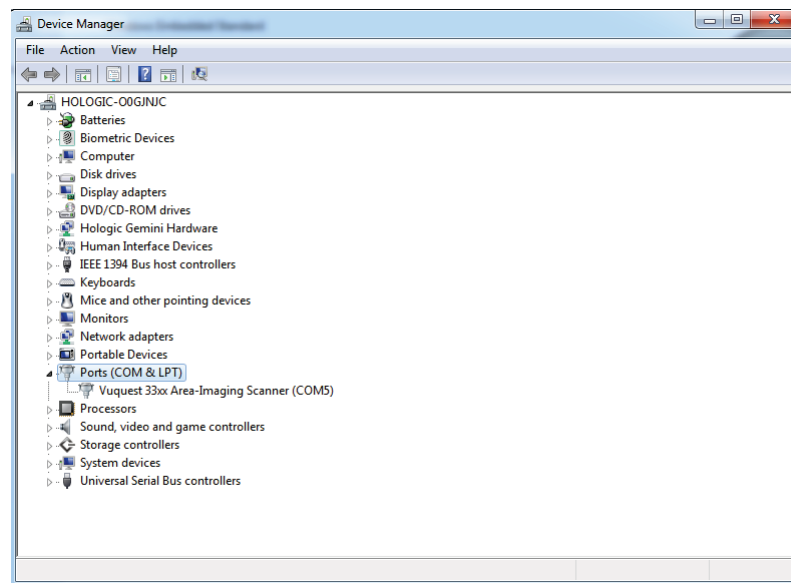 Device Manager
File Action View Help
HOLOGIC-O0GJNJC
Batteries
Biometric Devices
Computer
Disk drives
Display adapters
DVD/CD-ROM drives
Hologic Gemini Hardware
Human Interface Devices
IEEE 1394 Bus host controllers
Keyboards
Mice and other pointing devices
Monitors
Network adapters
Portable Devices
Ports (COM & LPT)
Vuquest 33xx Area-Imaging Scanner (COM5)
Processors
Sound, video and game controllers
Storage controllers
System devices
Universal Serial Bus controllers